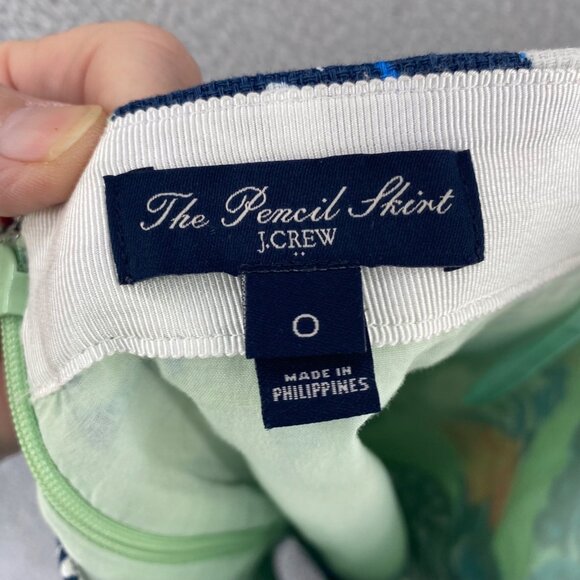 The Pencil Skirt
J.CREW
0
MADE IN
PHILIPPINES